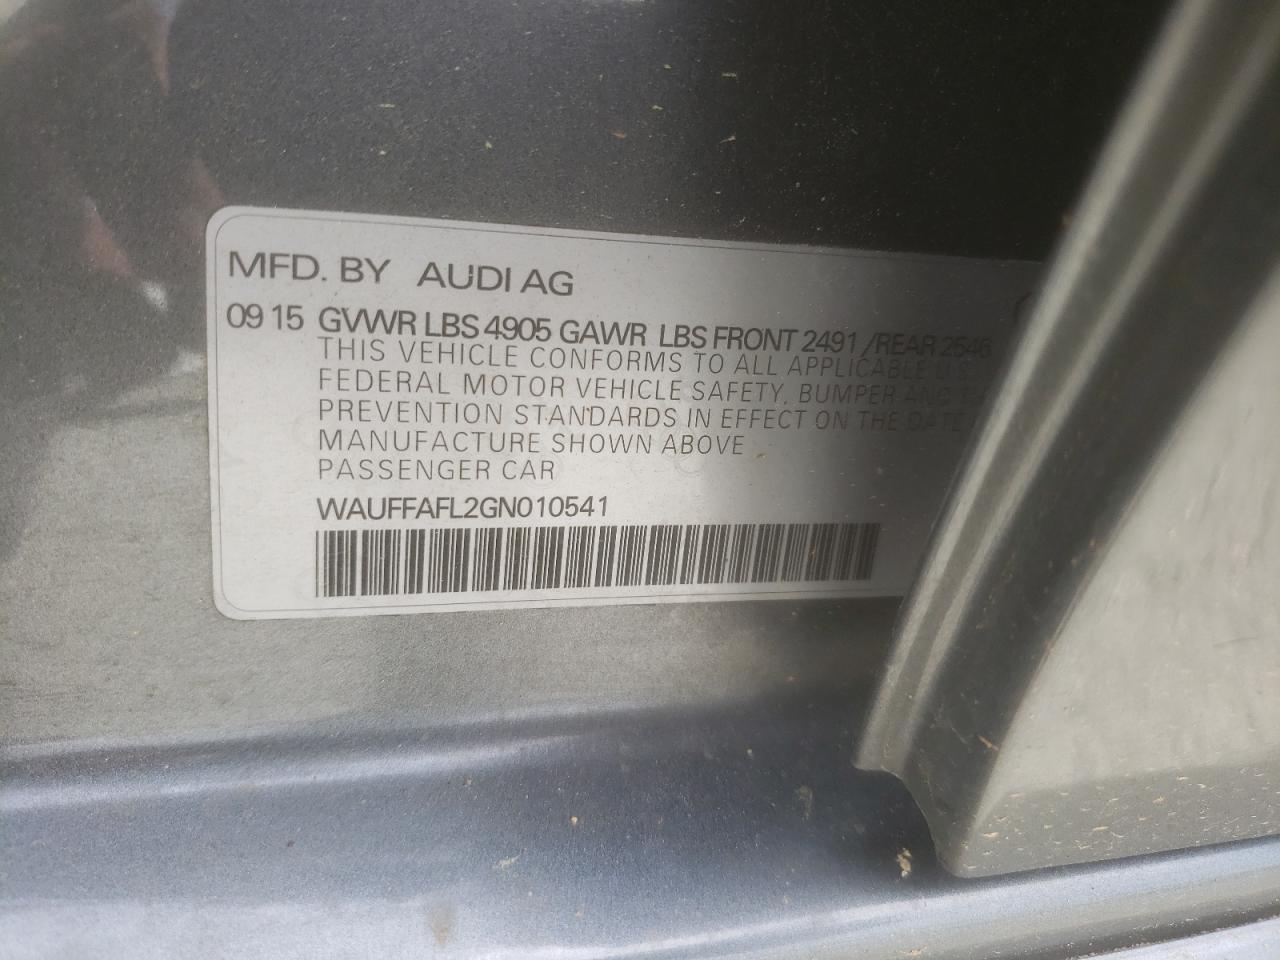 MFD. BY AUDI AG
09 15 GVWR LBS 4905 GAWR LBS FRONT 2491 /REAR 2546
THIS VEHICLE CONFORMS TO ALL APPLICABLE U.S.
FEDERAL MOTOR VEHICLE SAFETY, BUMPER AND
PREVENTION STANDARDS IN EFFECT ON THE DATE
MANUFACTURE SHOWN ABOVE
PASSENGER CAR
WAUFFAFL2GN010541